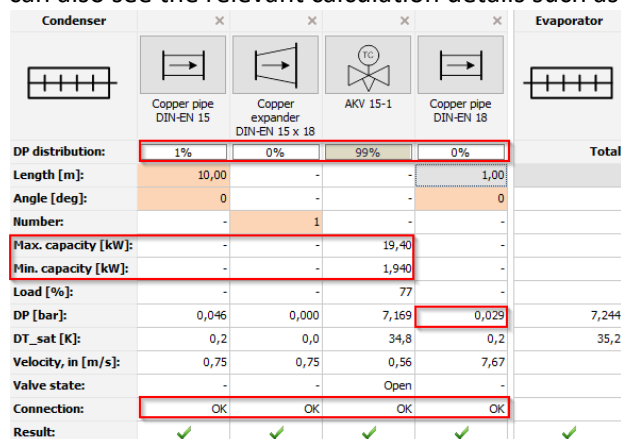 can also see the relevant calculation details such as
Condenser × × × × Evaporator
TC
Copper pipe DIN-EN 15 Copper expander DIN-EN 15 x 18 AKV 15-1 Copper pipe DIN-EN 18
DP distribution: 1% 0% 99% 0% Total
Length [m]: 10,00 - - 1,00
Angle [deg]: 0 - - 0
Number: - 1 - -
Max. capacity [kW]: - - 19,40 -
Min. capacity [kW]: - - 1,940 -
Load [%]: - - 77 -
DP [bar]: 0,046 0,000 7,169 0,029 7,244
DT_sat [K]: 0,2 0,0 34,8 0,2 35,2
Velocity, in [m/s]: 0,75 0,75 0,56 7,67
Valve state: - - Open -
Connection: OK OK OK OK
Result: